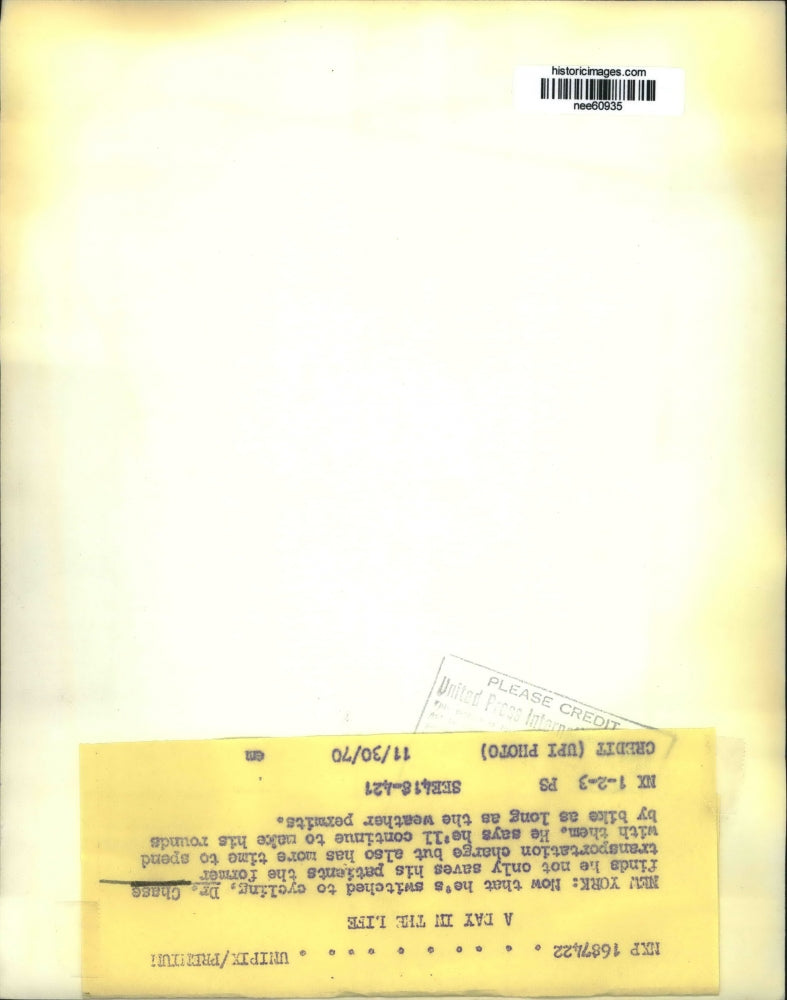 historicimages.com
nee60935
PLEASE CREDIT
United Press
NXP 1687422 . . . . . . . . . . UNIPIX/PREMIUM
A DAY IN THE LIFE
NEW YORK: Now that he's switched to cycling, Dr. Chase
finds he not only saves his patients the former
transportation charge but also has more time to spend
with them. He says he'll continue to make his rounds
by bike as long as the weather permits.
NX 1-2-3 PS SEE418-421
CREDIT (UPI PHOTO) 11/30/70 em